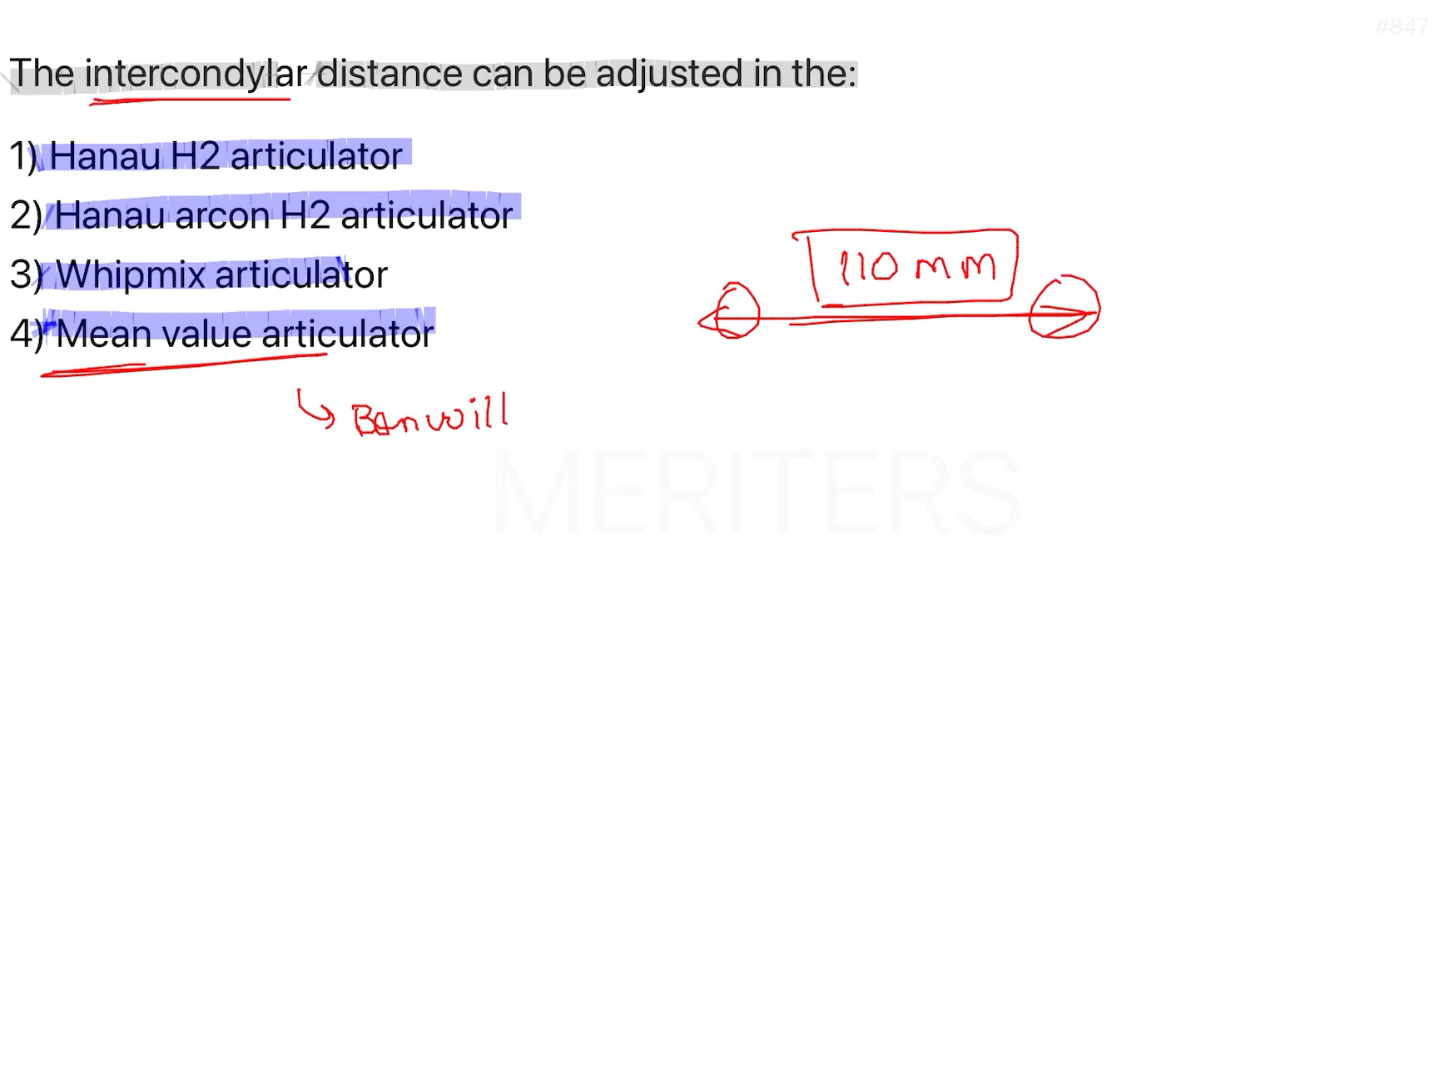 #847
The intercondylar distance can be adjusted in the:
1) Hanau H2 articulator
2) Hanau arcon H2 articulator
3) Whipmix articulator
4) Mean value articulator
110 mm
Bonwill
MERITERS